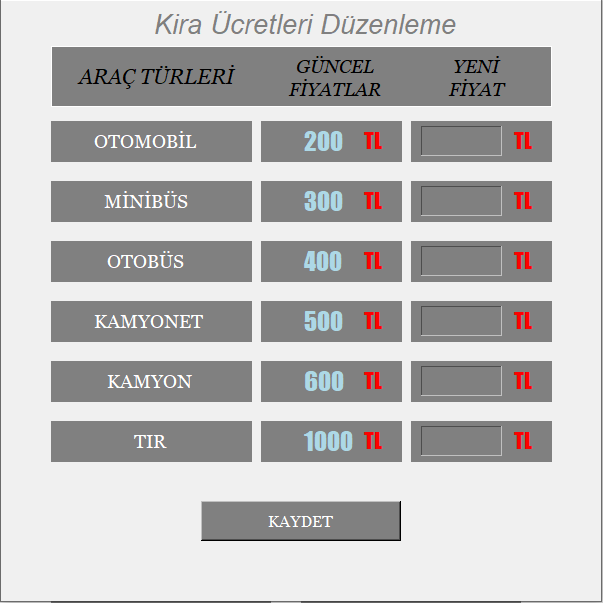 Kira Ücretleri Düzenleme
ARAÇ TÜRLERİ
GÜNCEL
FİYATLAR
YENİ
FİYAT
OTOMOBİL 200 TL TL
MİNİBÜS 300 TL TL
OTOBÜS 400 TL TL
KAMYONET 500 TL TL
KAMYON 600 TL TL
TIR 1000 TL TL
KAYDET